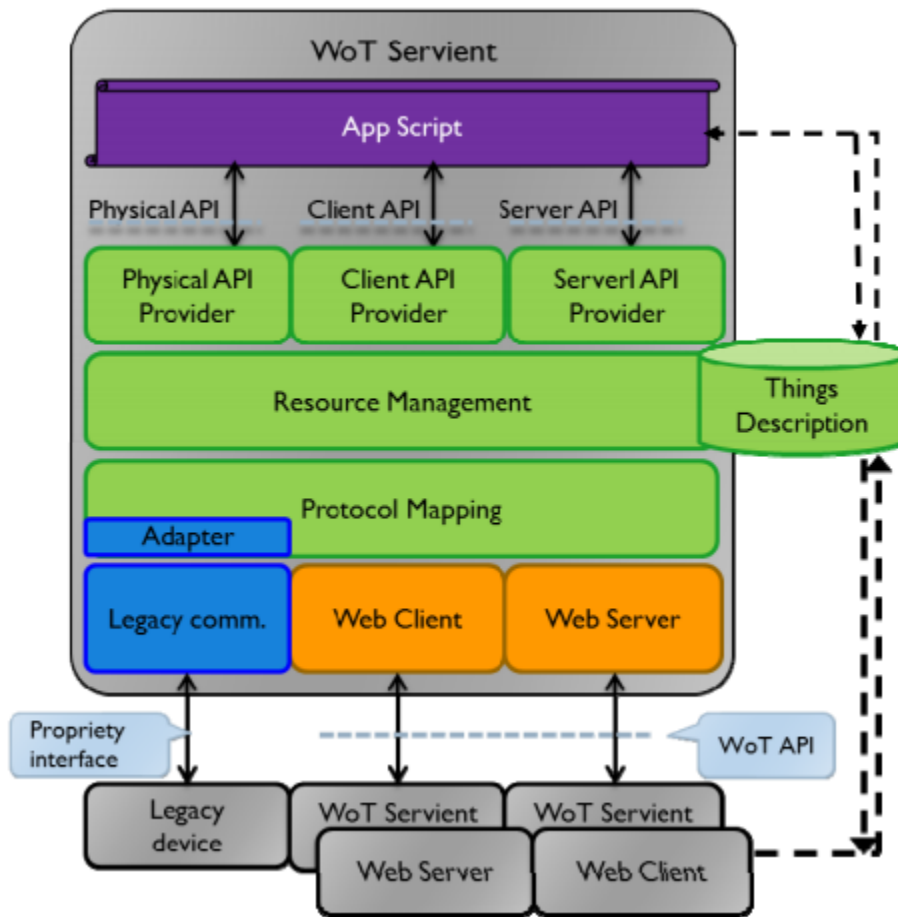 WoT Servient
App Script
Physical API
Client API
Server API
Physical API
Provider
Client API
Provider
Serverl API
Provider
Resource Management
Things
Description
Protocol Mapping
Adapter
Legacy comm.
Web Client
Web Server
Propriety
interface
WoT API
Legacy
device
WoT Servient
WoT Servient
Web Server
Web Client